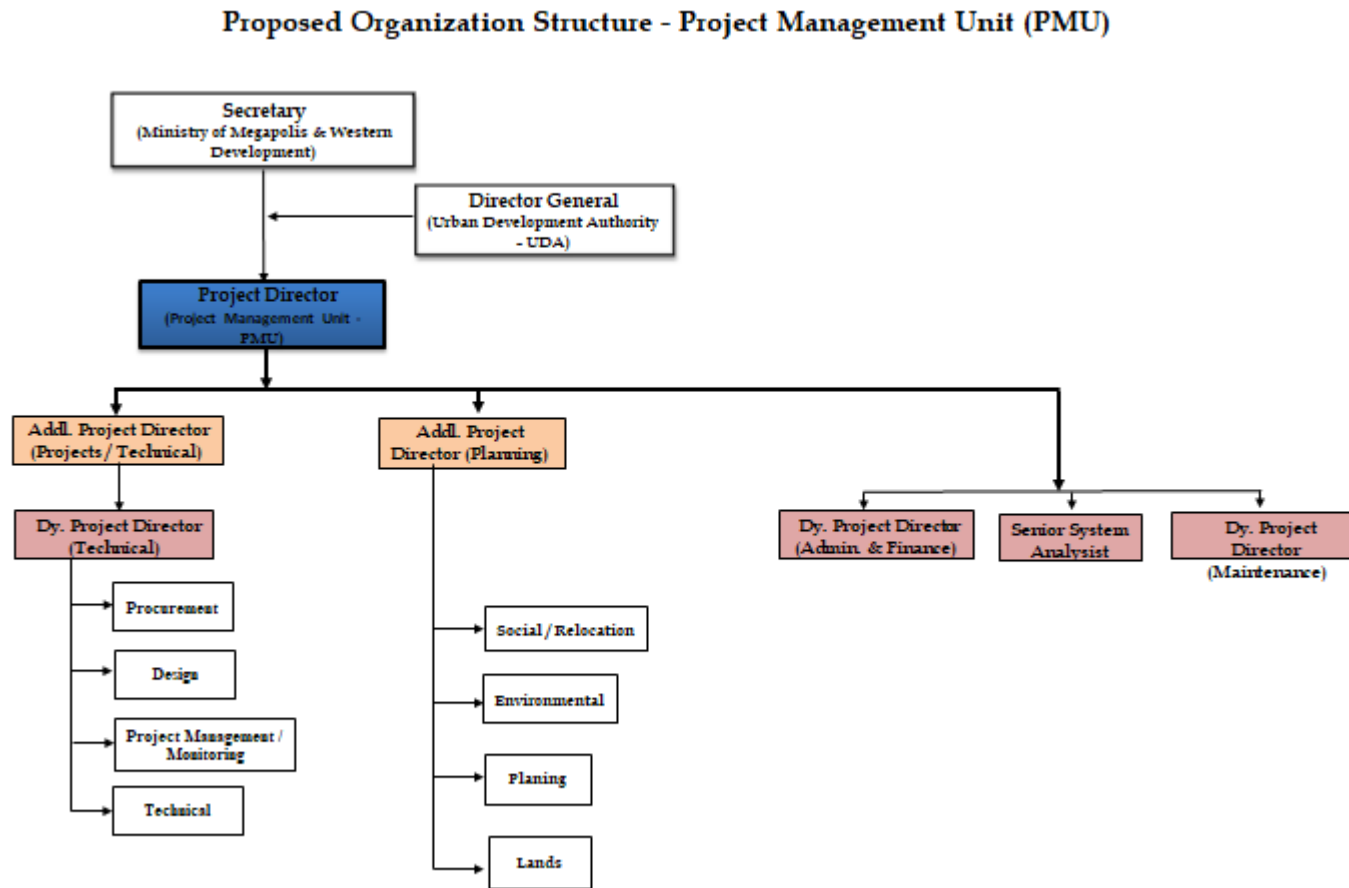 Proposed Organization Structure - Project Management Unit (PMU)
Secretary
(Ministry of Megapolis & Western
Development)
Director General
(Urban Development Authority
- UDA)
Project Director
(Project Management Unit -
PMU)
Addl. Project Director
(Projects / Technical)
Addl. Project
Director (Planning)
Dy. Project Director
(Technical)
Dy. Project Director
(Admin. & Finance)
Senior System
Analysist
Dy. Project
Director
(Maintenance)
Procurement
Design
Project Management /
Monitoring
Technical
Social / Relocation
Environmental
Planing
Lands